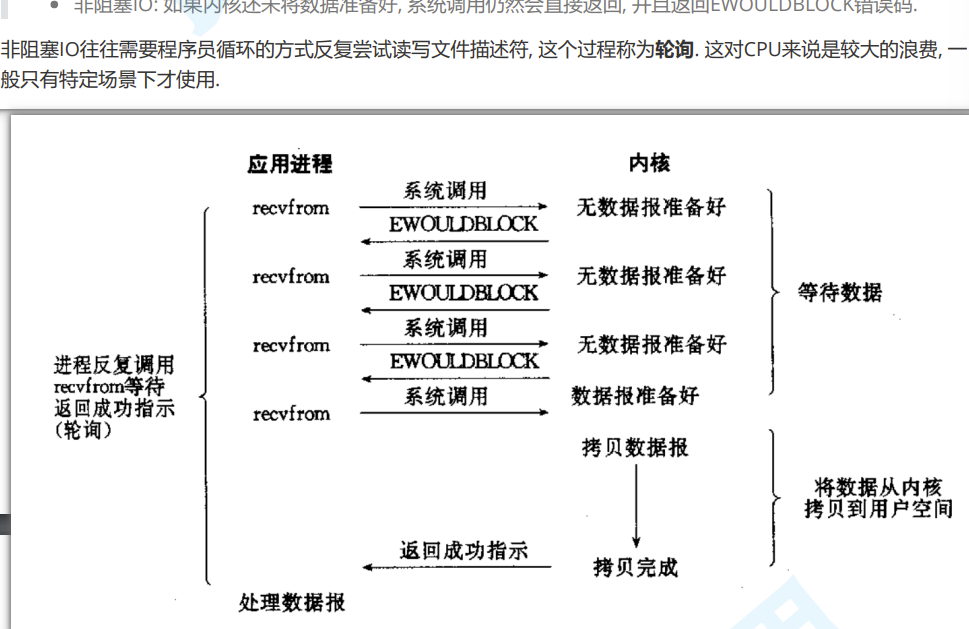 非阻塞IO: 如果内核还未将数据准备好, 系统调用仍然会直接返回, 并且返回EWOULDBLOCK错误码.
非阻塞IO往往需要程序员循环的方式反复尝试读写文件描述符, 这个过程称为轮询. 这对CPU来说是较大的浪费, 一
般只有特定场景下才使用.
应用进程
内核
系统调用
recvfrom
无数据报准备好
EWOULDBLOCK
系统调用
recvfrom
无数据报准备好
EWOULDBLOCK
等待数据
系统调用
recvfrom
无数据报准备好
EWOULDBLOCK
进程反复调用
recvfrom等待
返回成功指示
(轮询)
系统调用
recvfrom
数据报准备好
拷贝数据报
将数据从内核
拷贝到用户空间
返回成功指示
拷贝完成
处理数据报